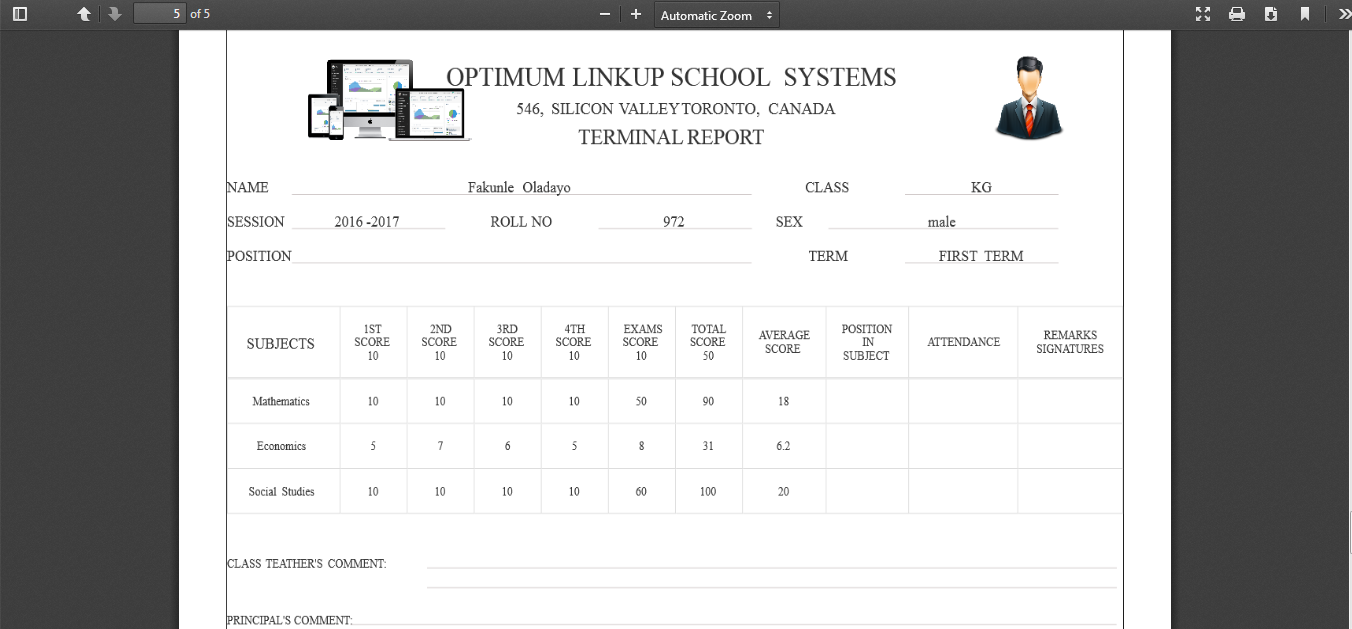 5 of 5
Automatic Zoom
OPTIMUM LINKUP SCHOOL SYSTEMS
546, SILICON VALLEYTORONTO, CANADA
TERMINAL REPORT
NAME Fakunle Oladayo CLASS KG
SESSION 2016 -2017 ROLL NO 972 SEX male
POSITION TERM FIRST TERM
SUBJECTS 1ST SCORE 10 2ND SCORE 10 3RD SCORE 10 4TH SCORE 10 EXAMS SCORE 10 TOTAL SCORE 50 AVERAGE SCORE POSITION IN SUBJECT ATTENDANCE REMARKS SIGNATURES
Mathematics 10 10 10 10 50 90 18
Economics 5 7 6 5 8 31 6.2
Social Studies 10 10 10 10 60 100 20
CLASS TEATHER'S COMMENT:
PRINCIPAL'S COMMENT: